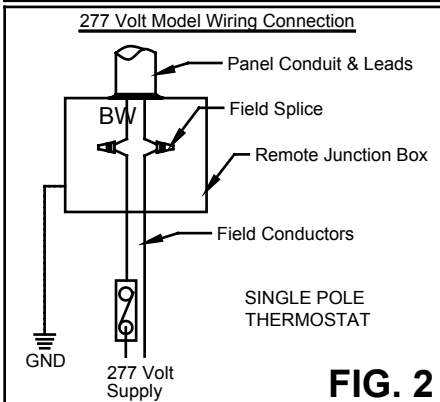 277 Volt Model Wiring Connection
Panel Conduit & Leads
BW
Field Splice
Remote Junction Box
Field Conductors
SINGLE POLE
THERMOSTAT
GND
277 Volt
Supply
FIG. 2